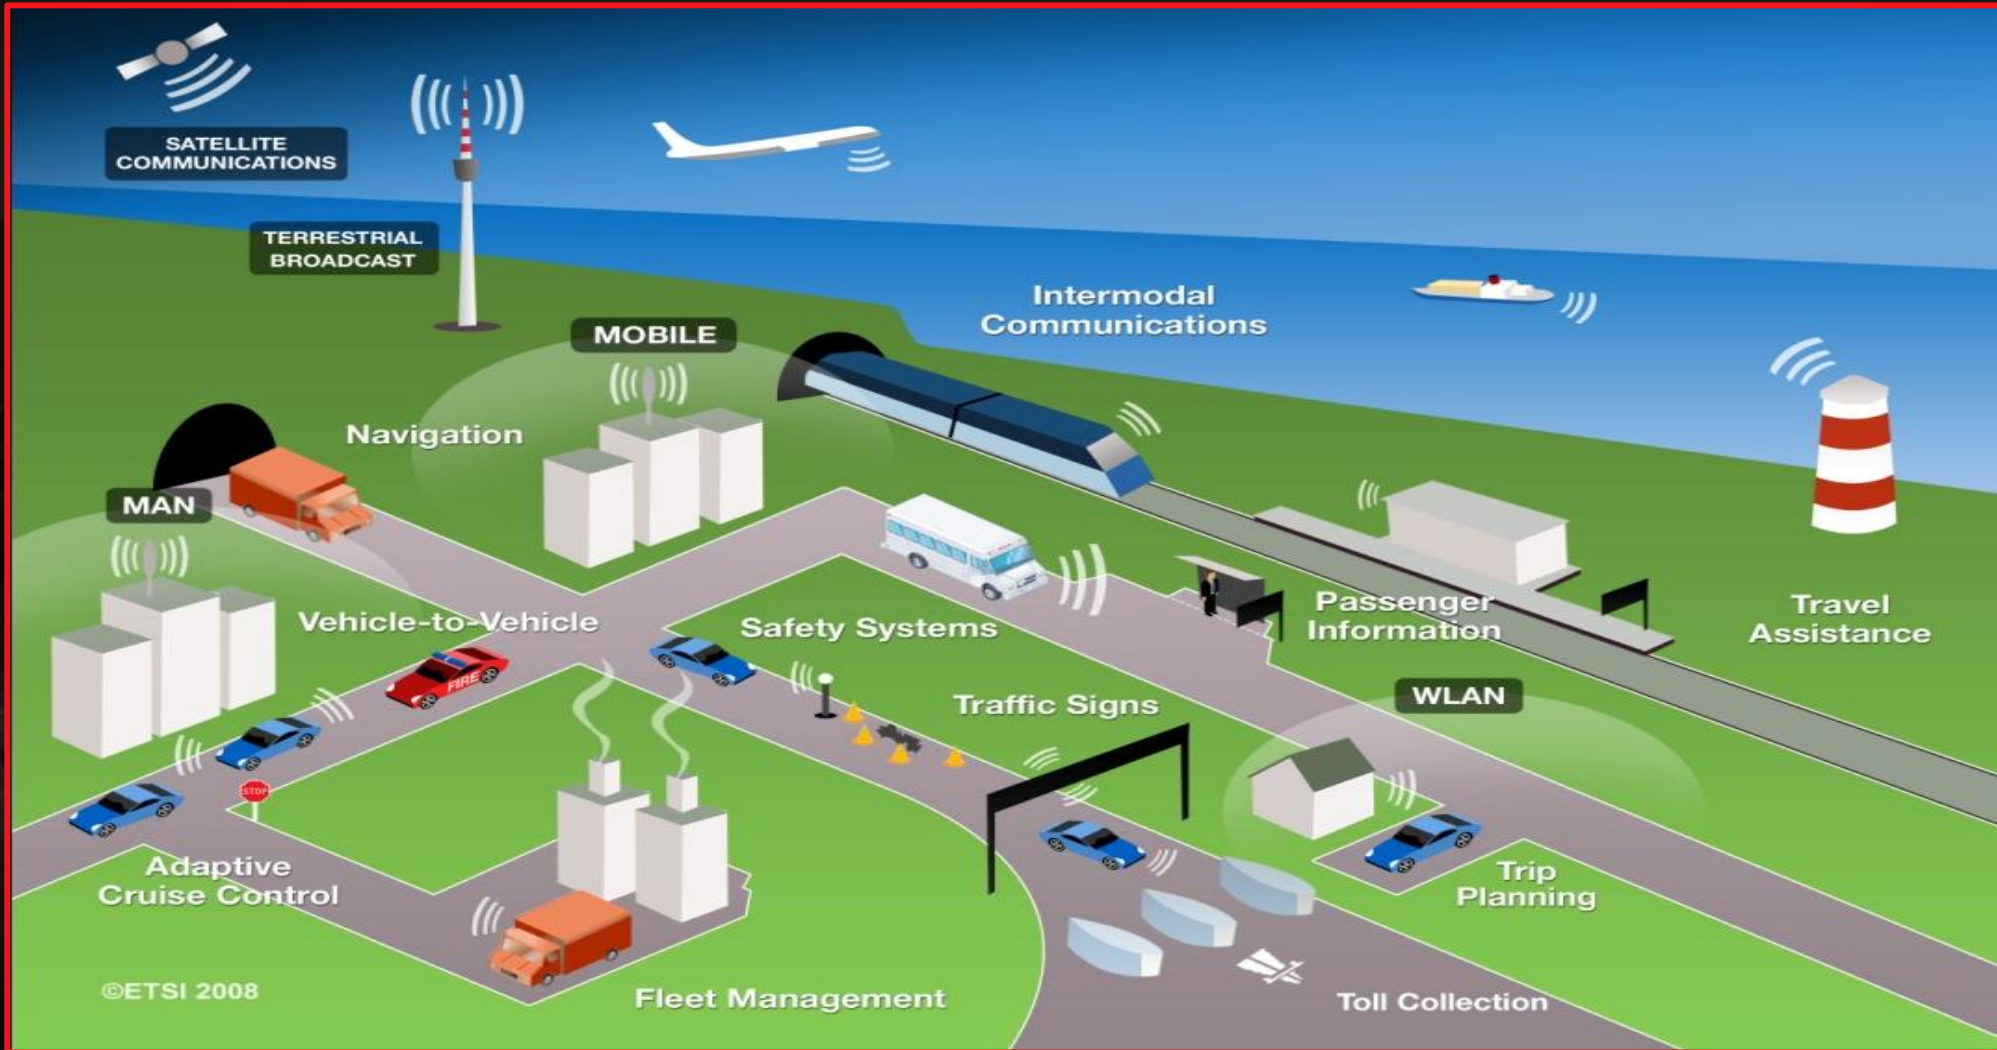 SATELLITE
COMMUNICATIONS
TERRESTRIAL
BROADCAST
Intermodal
Communications
MOBILE
Navigation
MAN
Vehicle-to-Vehicle
Safety Systems
Passenger
Information
Travel
Assistance
FIRE
Traffic Signs
WLAN
STOP
Adaptive
Cruise Control
Trip
Planning
©ETSI 2008
Fleet Management
Toll Collection